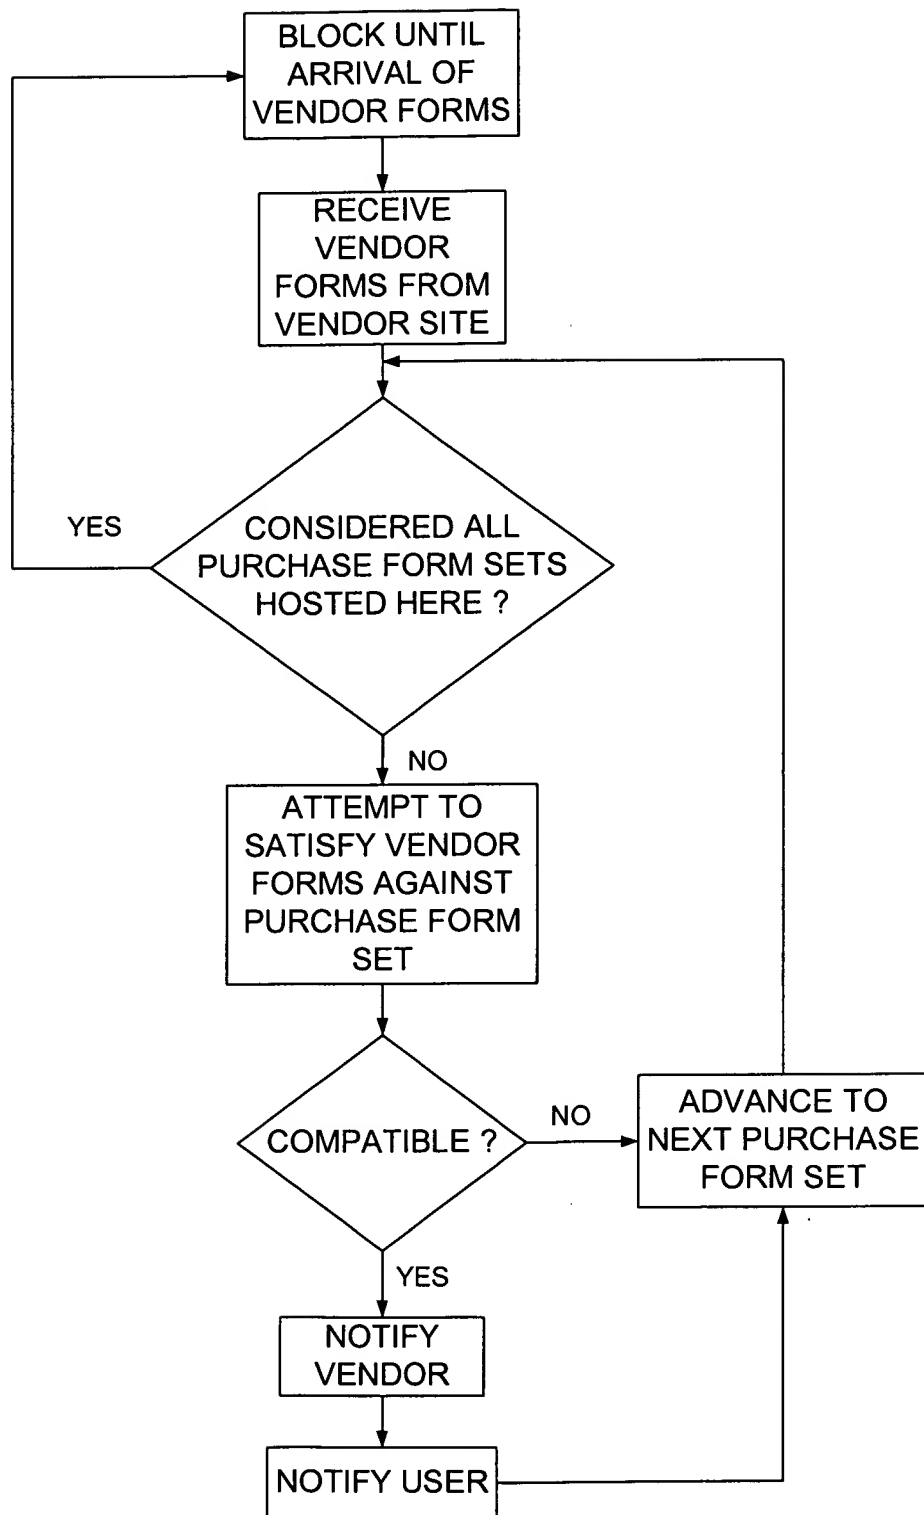 BLOCK UNTIL
ARRIVAL OF
VENDOR FORMS
RECEIVE
VENDOR
FORMS FROM
VENDOR SITE
YES
CONSIDERED ALL
PURCHASE FORM SETS
HOSTED HERE ?
NO
ATTEMPT TO
SATISFY VENDOR
FORMS AGAINST
PURCHASE FORM
SET
COMPATIBLE ?
NO
ADVANCE TO
NEXT PURCHASE
FORM SET
YES
NOTIFY
VENDOR
NOTIFY USER